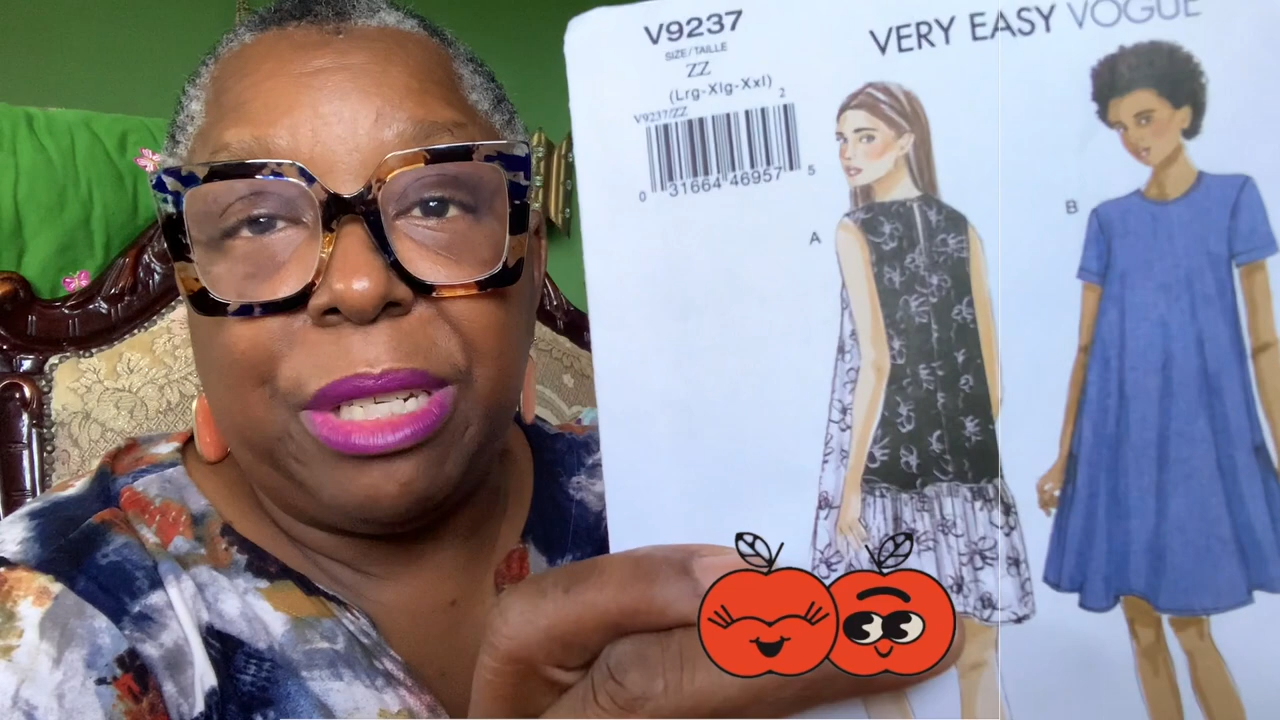 V9237
SIZE/TAILLE
ZZ
(Lrg-Xlg-Xxl)
V9237/ZZ
2
0 31664 46957 5
VERY EASY VOGUE
A
B